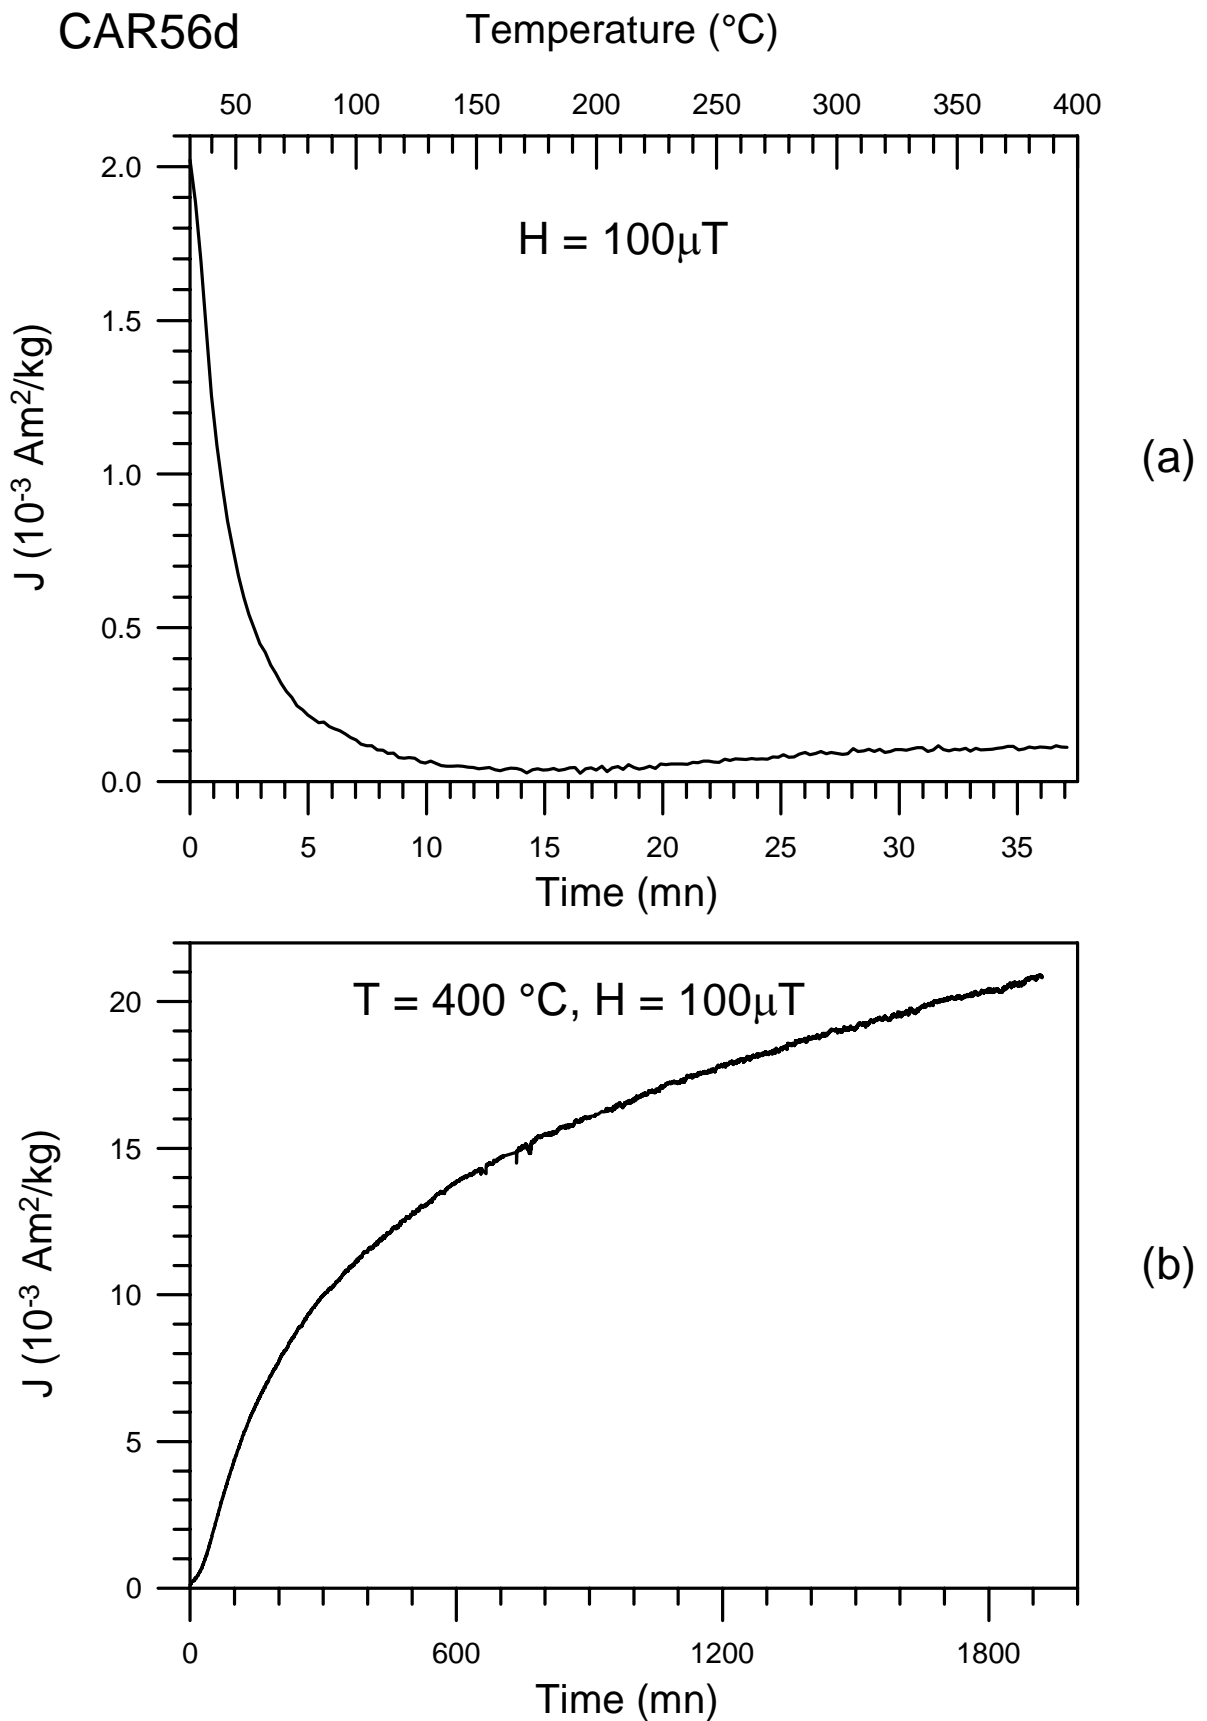 CAR56d Temperature (°C)
50 100 150 200 250 300 350 400
2.0
H = 100µT
1.5
J (10-3 Am2/kg)
(a)
1.0
0.5
0.0
0 5 10 15 20 25 30 35
Time (mn)
T = 400 °C, H = 100µT
20
15
J (10-3 Am2/kg)
(b)
10
5
0
0 600 1200 1800
Time (mn)